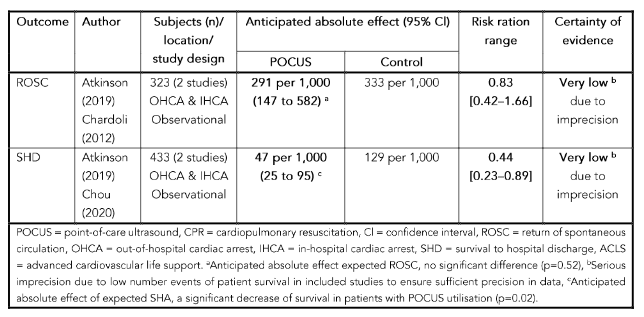 Outcome Author Subjects (n)/ Anticipated absolute effect (95% CI) Risk ration Certainty of
location/ range evidence
study design POCUS Control
ROSC Atkinson 323 (2 studies) 291 per 1,000 333 per 1,000 0.83 Very low b
(2019) OHCA & IHCA (147 to 582) a [0.42–1.66] due to
Chardoli Observational imprecision
(2012)
SHD Atkinson 433 (2 studies) 47 per 1,000 129 per 1,000 0.44 Very low b
(2019) OHCA & IHCA (25 to 95) c [0.23–0.89] due to
Chou Observational imprecision
(2020)
POCUS = point-of-care ultrasound, CPR = cardiopulmonary resuscitation, CI = confidence interval, ROSC = return of spontaneous
circulation, OHCA = out-of-hospital cardiac arrest, IHCA = in-hospital cardiac arrest, SHD = survival to hospital discharge, ACLS
= advanced cardiovascular life support. aAnticipated absolute effect expected ROSC, no significant difference (p=0.52), bSerious
imprecision due to low number events of patient survival in included studies to ensure sufficient precision in data, cAnticipated
absolute effect of expected SHA, a significant decrease of survival in patients with POCUS utilisation (p=0.02).